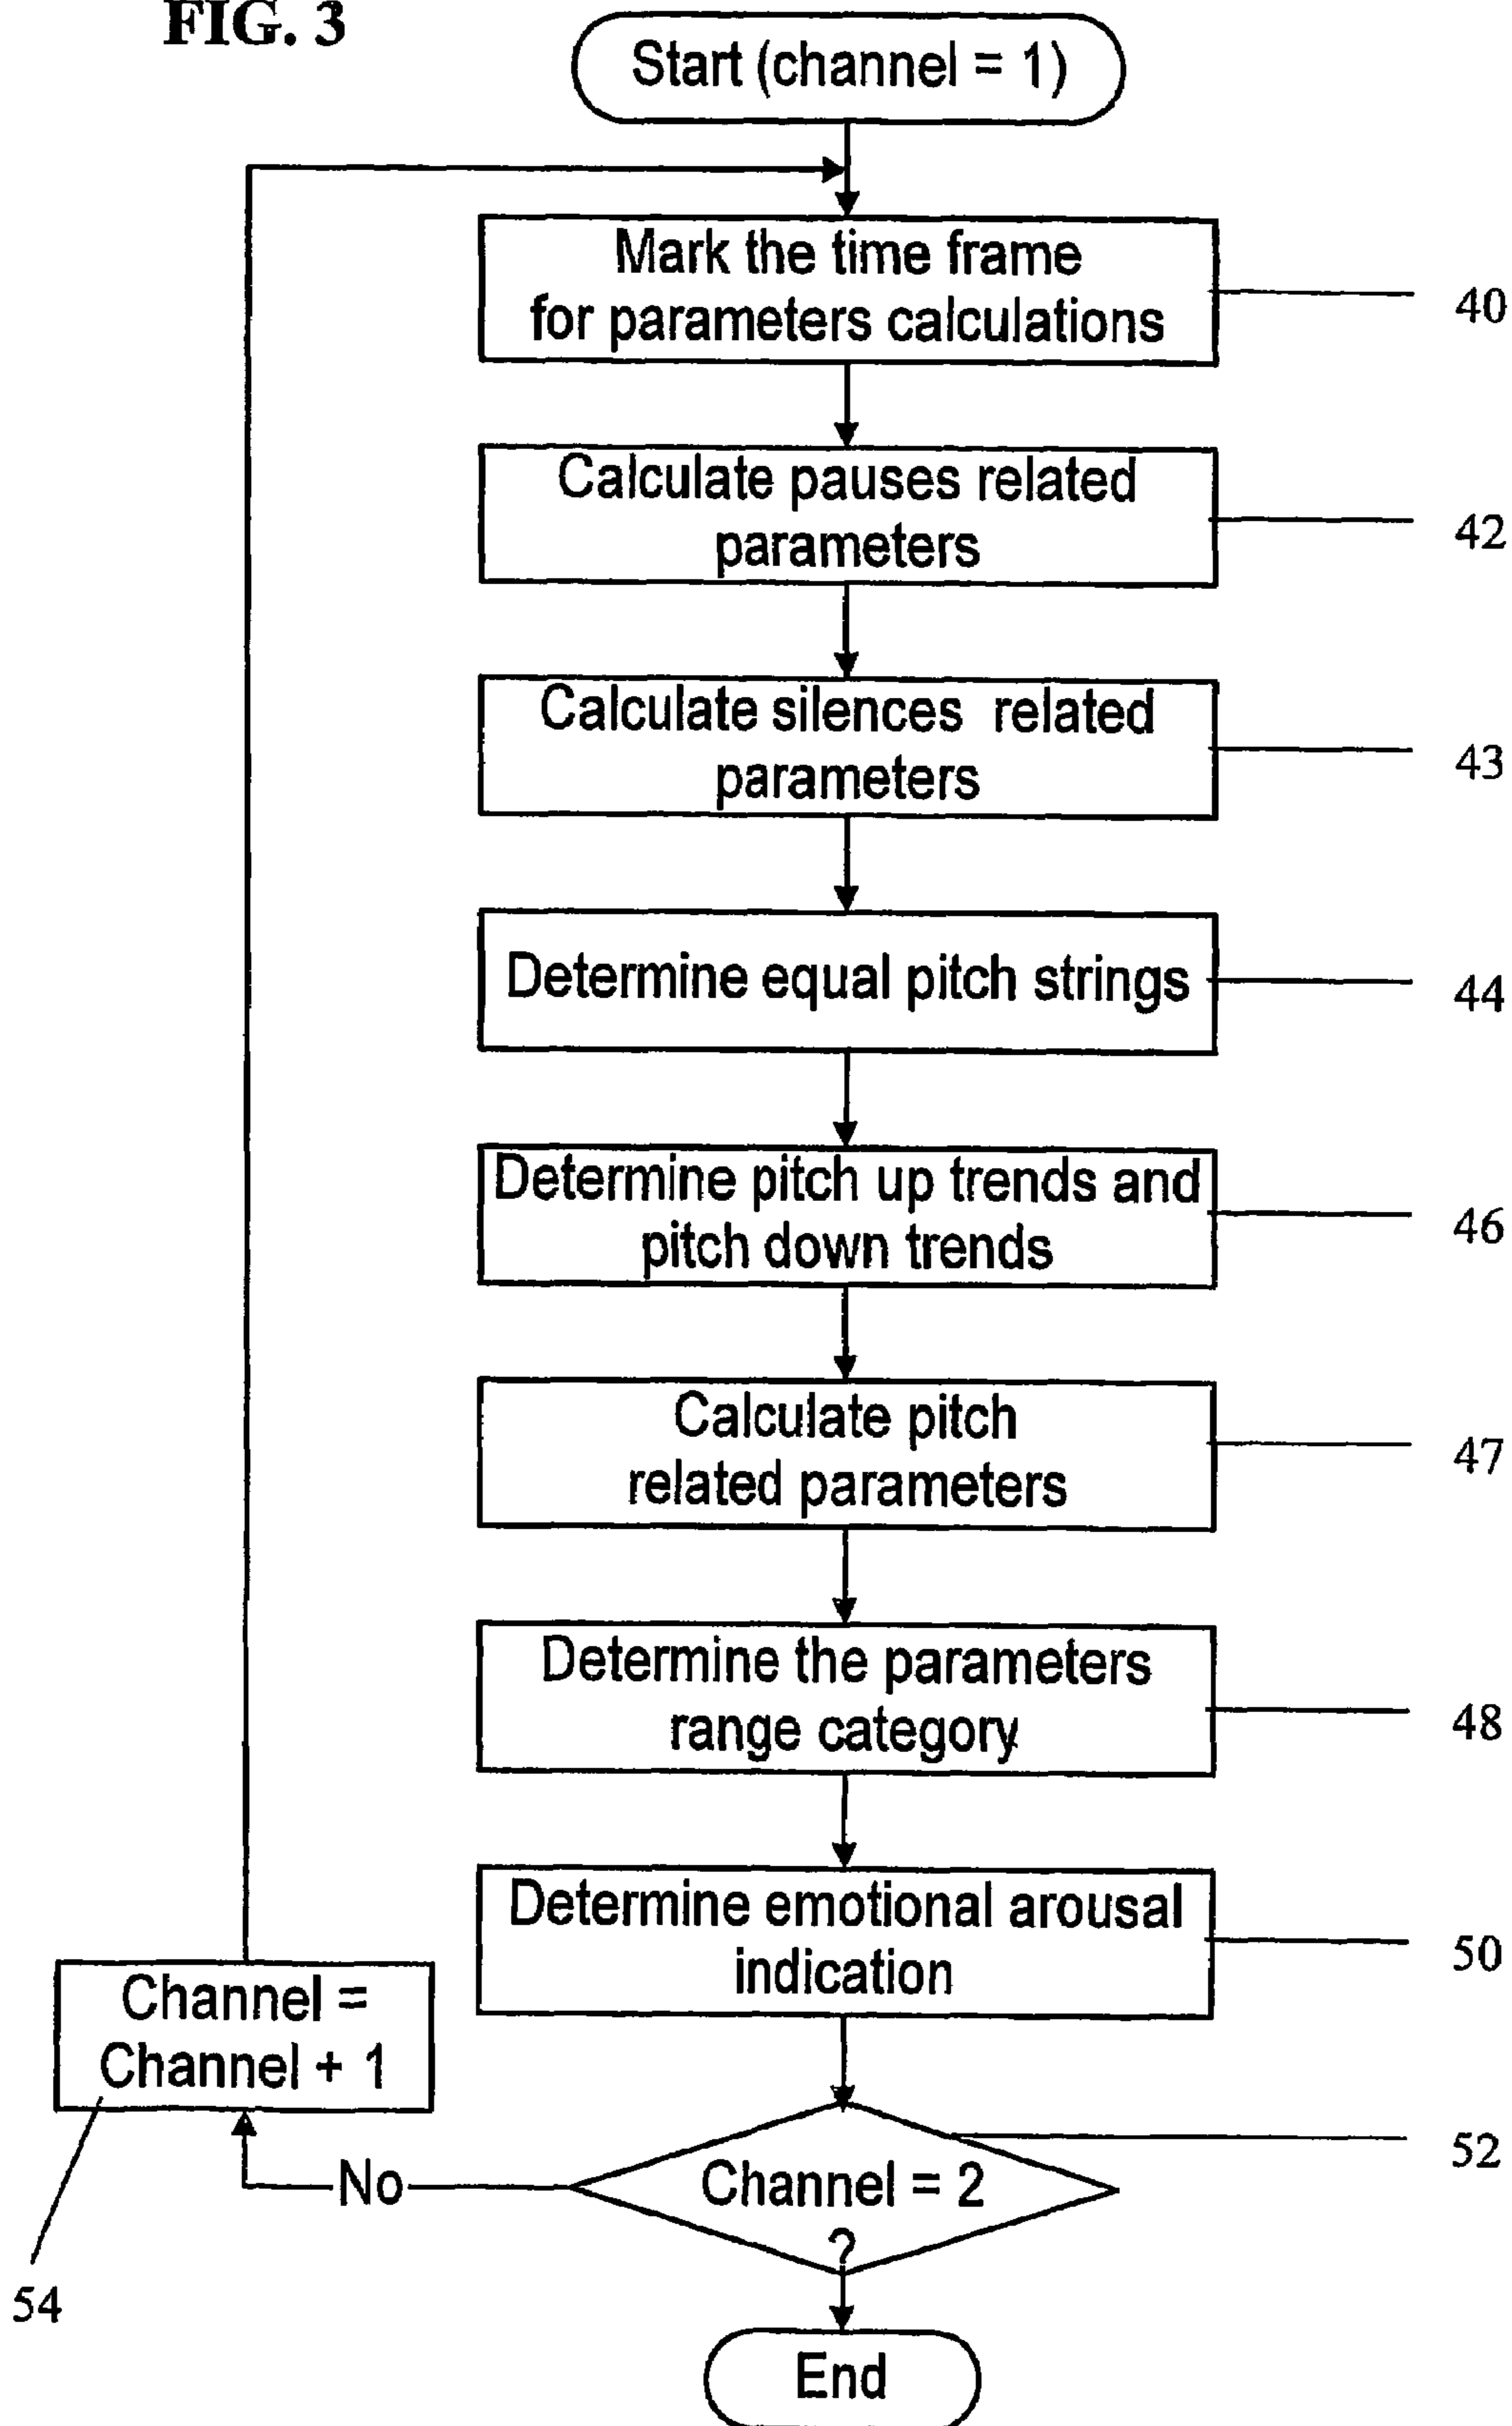 FIG. 3
Start (channel = 1)
Mark the time frame
for parameters calculations
40
Calculate pauses related
parameters
42
Calculate silences related
parameters
43
Determine equal pitch strings
44
Determine pitch up trends and
pitch down trends
46
Calculate pitch
related parameters
47
Determine the parameters
range category
48
Determine emotional arousal
indication
50
Channel =
Channel + 1
54
Channel = 2
?
52
No
End